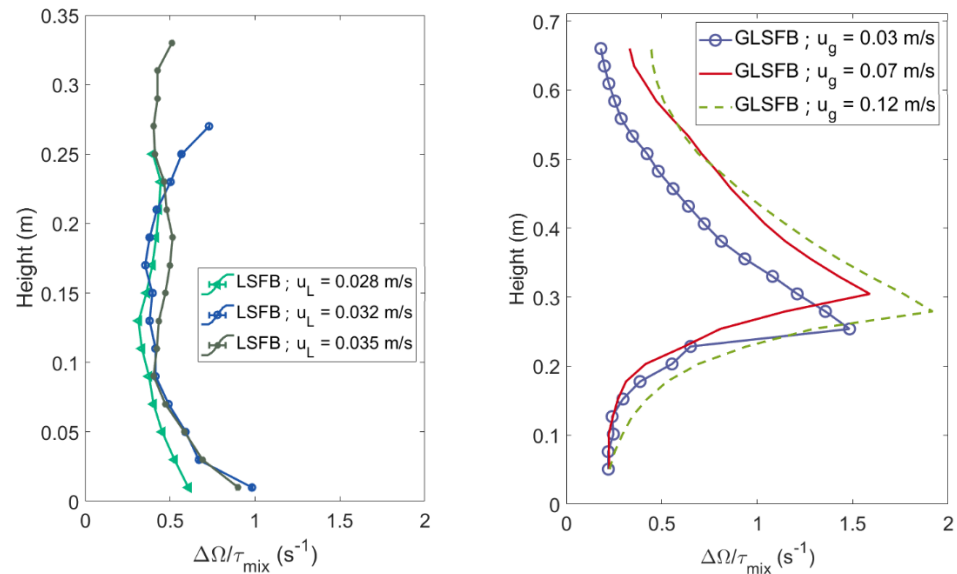 0.35
0.3
0.25
0.2
0.15
0.1
0.05
0
Height (m)
LSFB ; u_L = 0.028 m/s
LSFB ; u_L = 0.032 m/s
LSFB ; u_L = 0.035 m/s
0 0.5 1 1.5 2
ΔΩ/τ_mix (s⁻¹)
0.7
0.6
0.5
0.4
0.3
0.2
0.1
0
Height (m)
GLSFB ; u_g = 0.03 m/s
GLSFB ; u_g = 0.07 m/s
GLSFB ; u_g = 0.12 m/s
0 0.5 1 1.5 2
ΔΩ/τ_mix (s⁻¹)